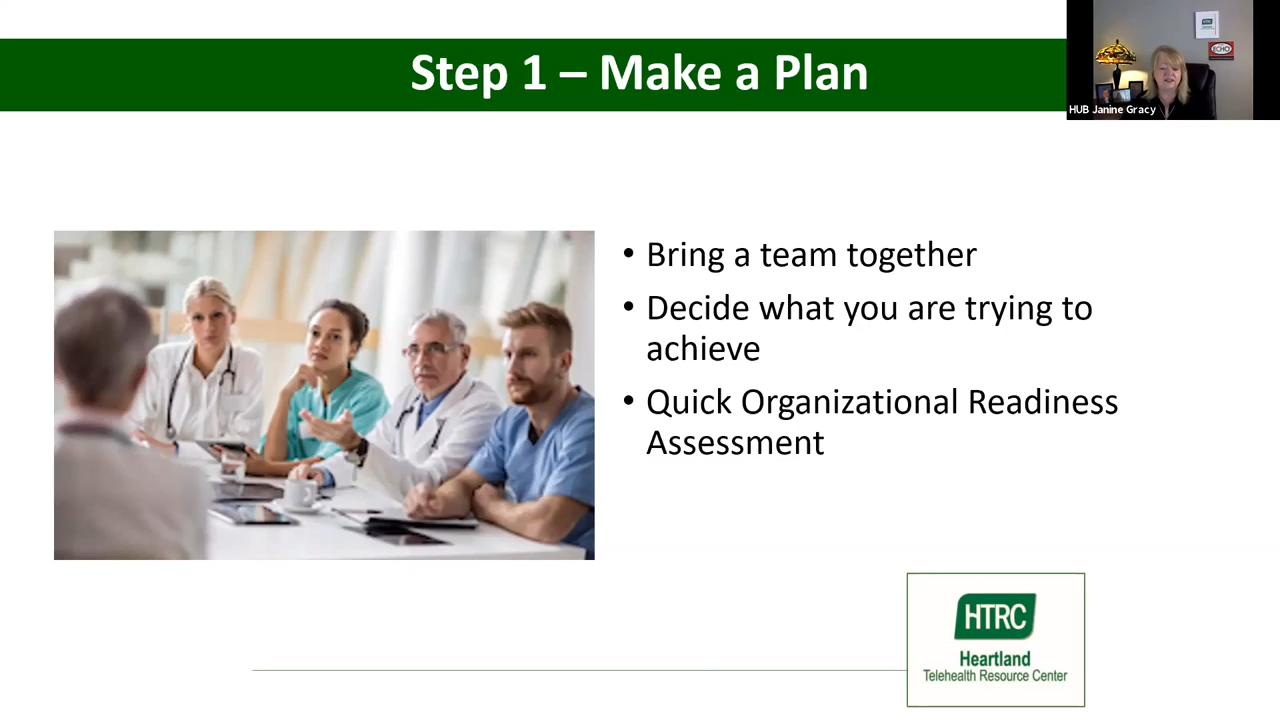 Step 1 – Make a Plan
ECHO
HUB Janine Gracy
• Bring a team together
• Decide what you are trying to
achieve
• Quick Organizational Readiness
Assessment
HTRC
Heartland
Telehealth Resource Center